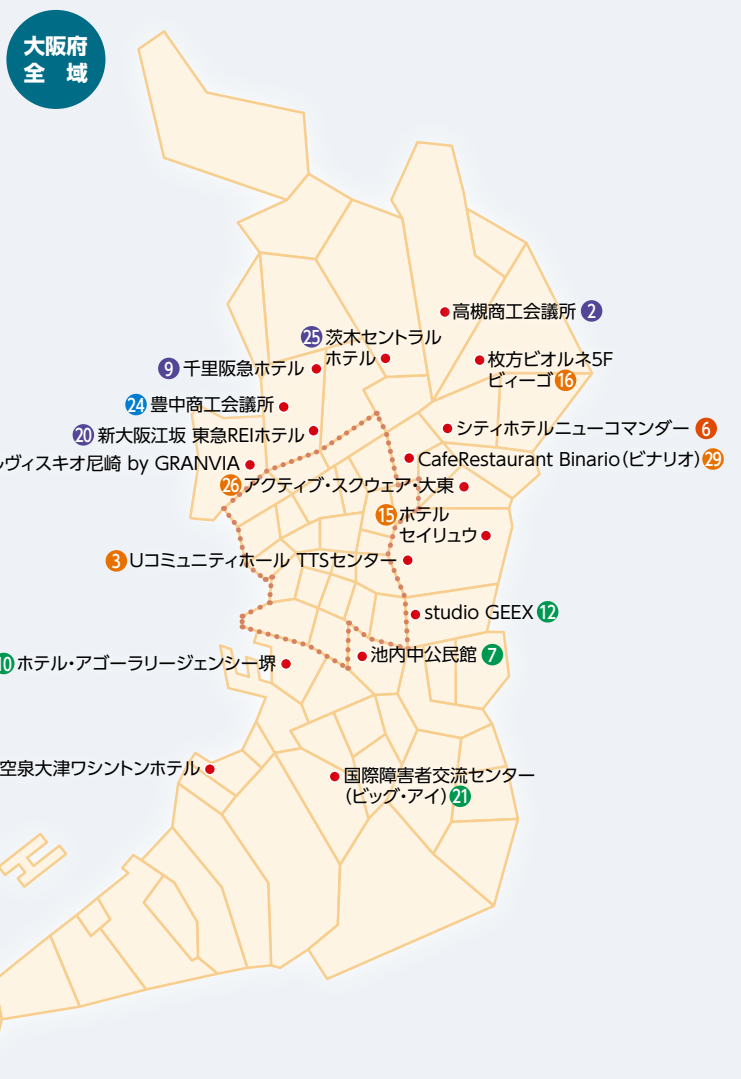 大阪府
全 域
高槻商工会議所 2
25 茨木セントラル
ホテル
枚方ビオルネ5F
ビィーゴ 16
9 千里阪急ホテル
24 豊中商工会議所
20 新大阪江坂 東急REIホテル
シティホテルニューコマンダー 6
ヴィスキオ尼崎 by GRANVIA
CafeRestaurant Binario(ビナリオ) 29
26 アクティブ・スクウェア・大東
15 ホテル
セイリュウ
3 Uコミュニティホール TTSセンター
studio GEEX 12
池内中公民館 7
10 ホテル・アゴーラリージェンシー堺
空泉大津ワシントンホテル
国際障害者交流センター
(ビッグ・アイ) 21